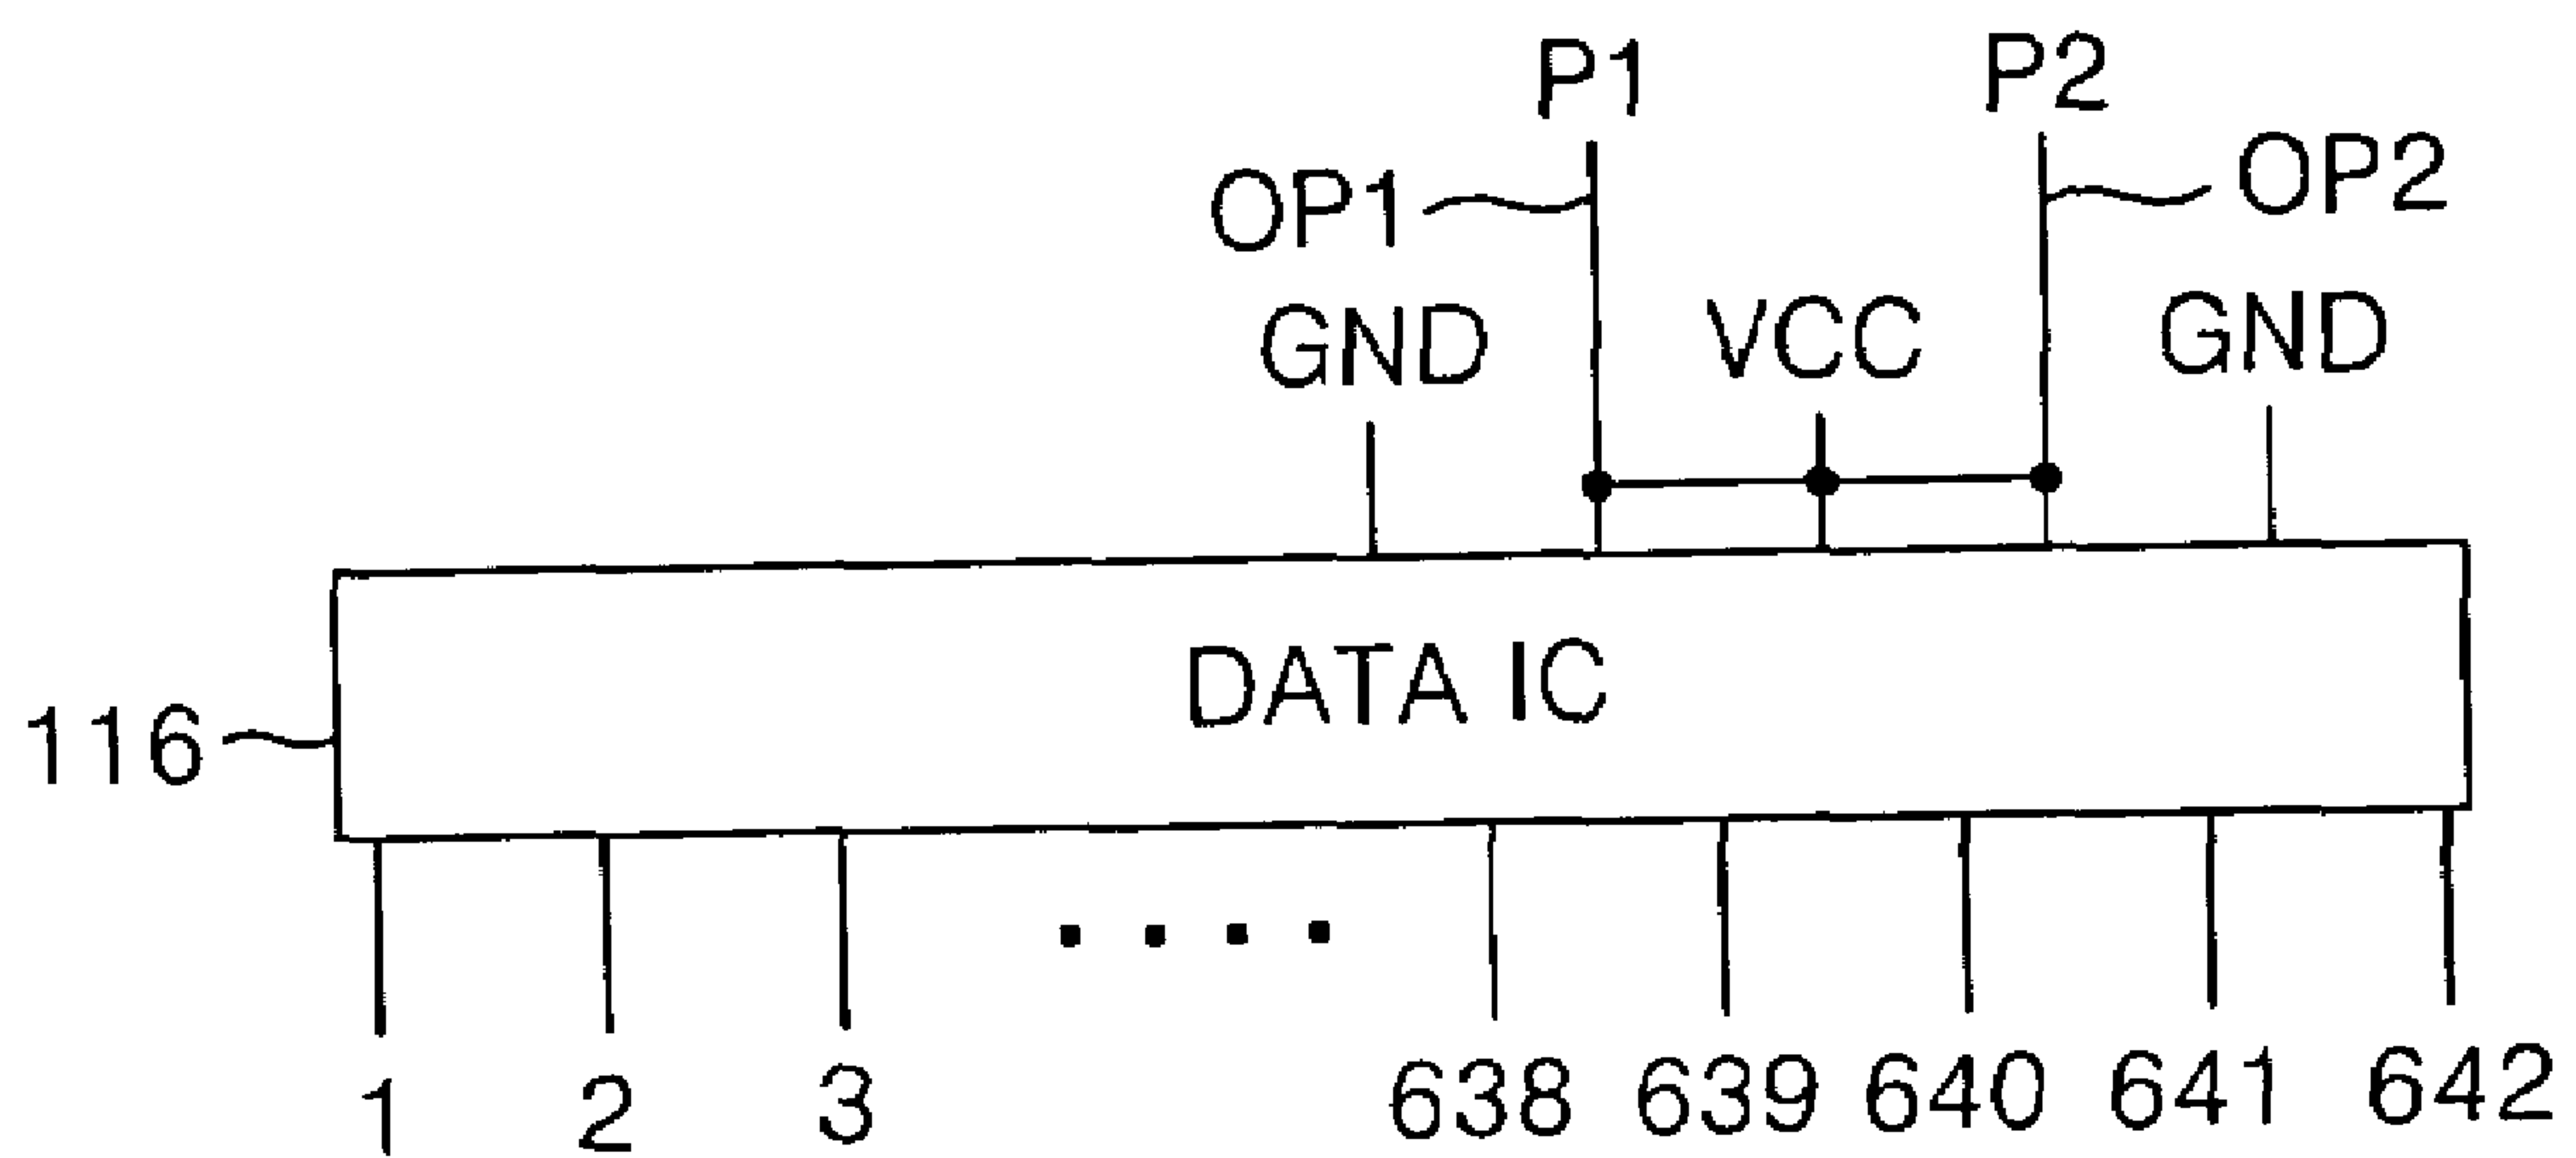 P1 P2
OP1 OP2
GND VCC GND
DATA IC
116
1 2 3 638 639 640 641 642